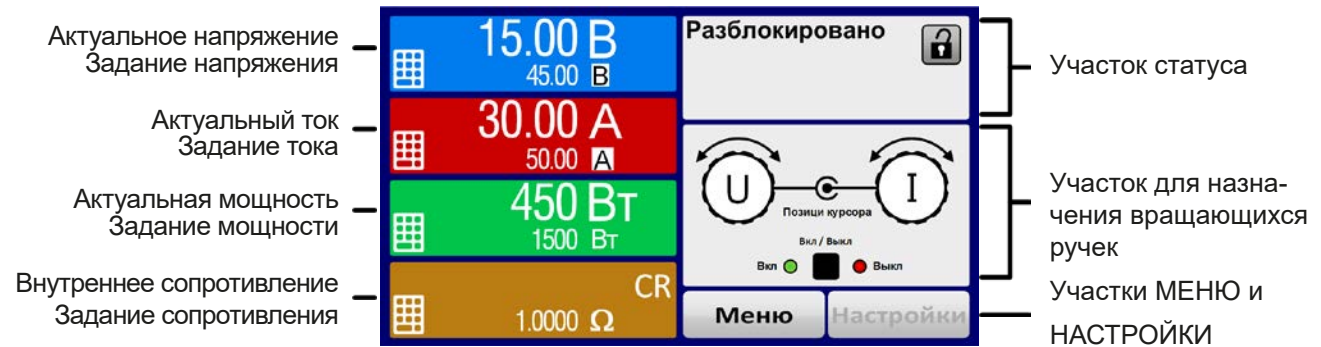 Актуальное напряжение
Задание напряжения
Актуальный ток
Задание тока
Актуальная мощность
Задание мощности
Внутреннее сопротивление
Задание сопротивления
15.00 В
45.00 В
30.00 A
50.00 A
450 Вт
1500 Вт
CR
1.0000 Ω
Разблокировано
U
I
Позици курсора
Вкл / Выкл
Вкл
Выкл
Меню
Настройки
Участок статуса
Участок для назна-
чения вращающихся
ручек
Участки МЕНЮ и
НАСТРОЙКИ